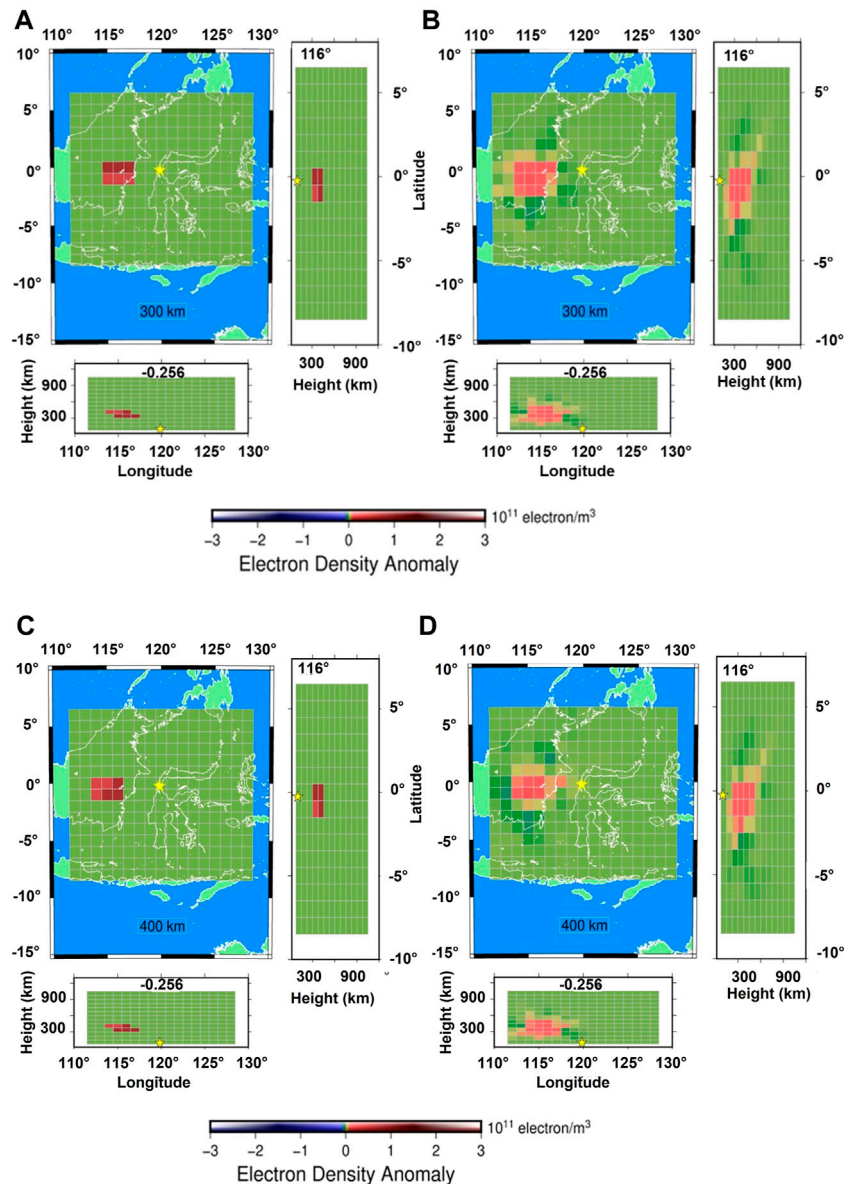 A
B
110° 115° 120° 125° 130°
110° 115° 120° 125° 130°
10°
5°
0°
-5°
-10°
-15°
300 km
116°
5°
0°
-5°
-10°
Latitude
300 900
Height (km)
10°
5°
0°
-5°
-10°
-15°
300 km
116°
5°
0°
-5°
-10°
300 900
Height (km)
Height (km)
900
300
-0.256
110° 115° 120° 125° 130°
Longitude
Height (km)
900
300
-0.256
110° 115° 120° 125° 130°
Longitude
−3 −2 −1 0 1 2 3
10¹¹ electron/m³
Electron Density Anomaly
C
D
110° 115° 120° 125° 130°
110° 115° 120° 125° 130°
10°
5°
0°
-5°
-10°
-15°
400 km
116°
5°
0°
-5°
-10°
Latitude
300 900
Height (km)
10°
5°
0°
-5°
-10°
-15°
400 km
116°
5°
0°
-5°
-10°
300 900
Height (km)
Height (km)
900
300
-0.256
110° 115° 120° 125° 130°
Longitude
Height (km)
900
300
-0.256
110° 115° 120° 125° 130°
Longitude
−3 −2 −1 0 1 2 3
10¹¹ electron/m³
Electron Density Anomaly